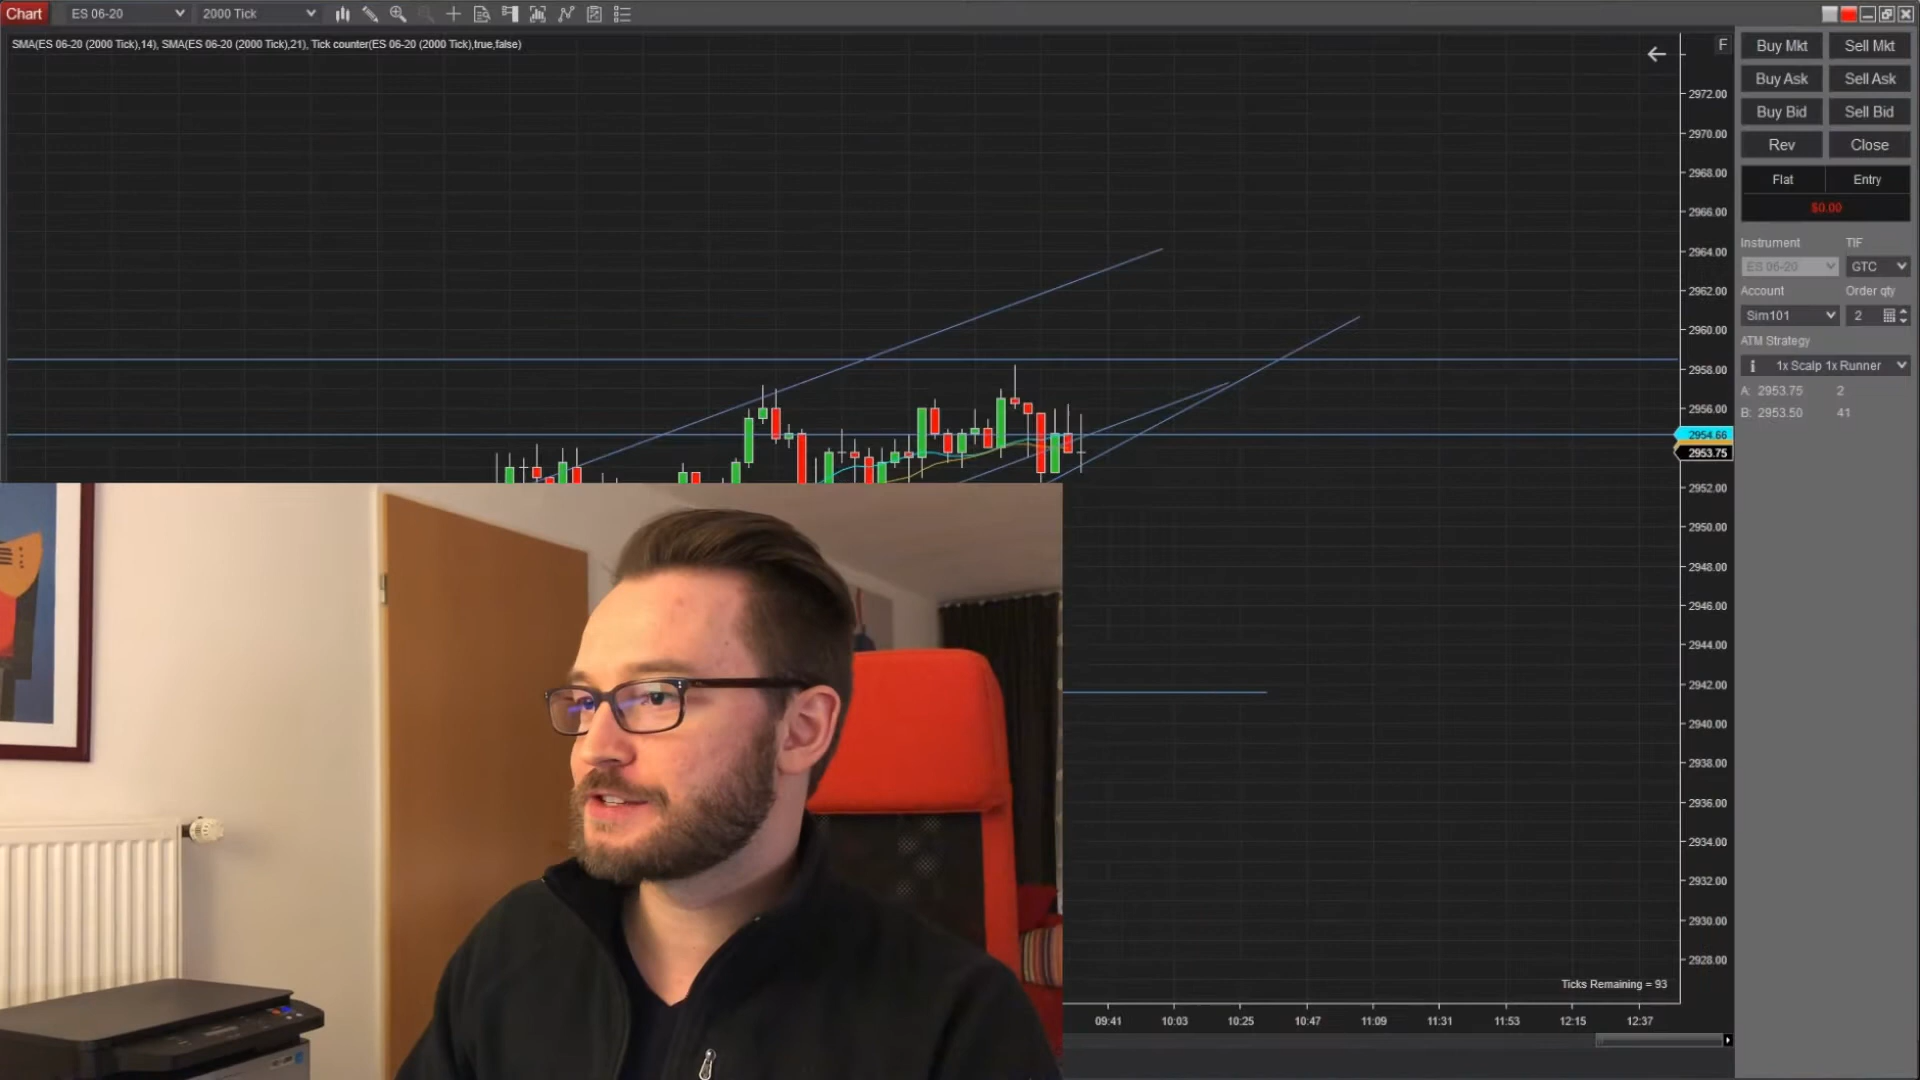 Chart ES 06-20 2000 Tick
SMA(ES 06-20 (2000 Tick),14), SMA(ES 06-20 (2000 Tick),21), Tick counter(ES 06-20 (2000 Tick),true,false)
F
2972.00
2970.00
2968.00
2966.00
2964.00
2962.00
2960.00
2958.00
2956.00
2954.66
2953.75
2952.00
2950.00
2948.00
2946.00
2944.00
2942.00
2940.00
2938.00
2936.00
2934.00
2932.00
2930.00
2928.00
Ticks Remaining = 93
09:41 10:03 10:25 10:47 11:09 11:31 11:53 12:15 12:37
Buy Mkt Sell Mkt
Buy Ask Sell Ask
Buy Bid Sell Bid
Rev Close
Flat Entry
$0.00
Instrument TIF
ES 06-20 GTC
Account Order qty
Sim101 2
ATM Strategy
1x Scalp 1x Runner
A: 2953.75 2
B: 2953.50 41